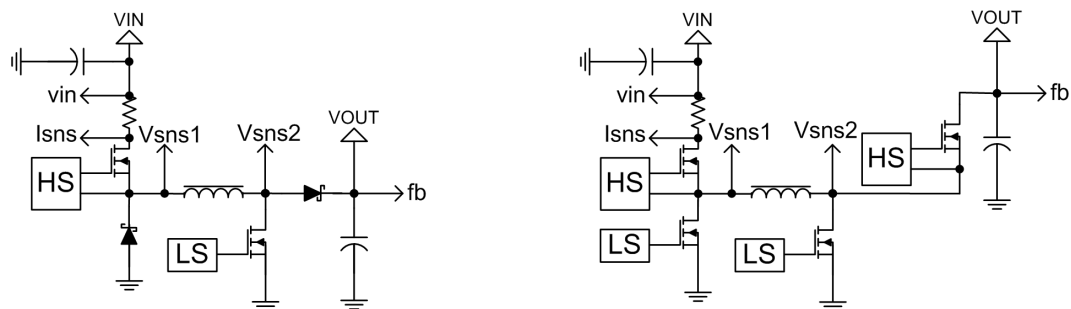 VIN
vin
Isns
Vsns1
Vsns2
VOUT
HS
fb
LS
VIN
VOUT
vin
fb
Isns
Vsns1
Vsns2
HS
HS
LS
LS